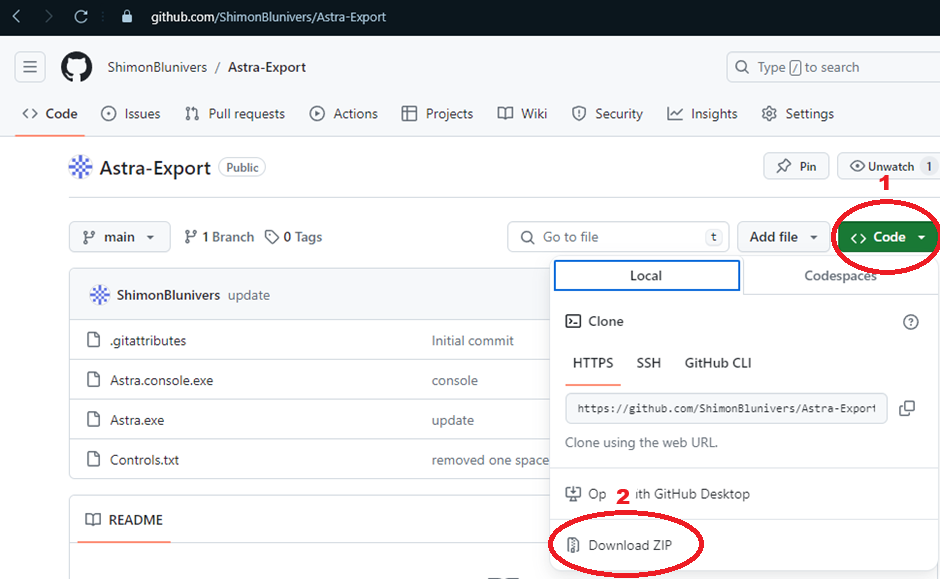 github.com/ShimonBlunivers/Astra-Export
ShimonBlunivers / Astra-Export
Type / to search
Code Issues Pull requests Actions Projects Wiki Security Insights Settings
Astra-Export Public
Pin
Unwatch 1
1
main
1 Branch
0 Tags
Go to file
t
Add file
<> Code
Local
Codespaces
ShimonBlunivers update
.gitattributes Initial commit
Astra.console.exe console
Astra.exe update
Controls.txt removed one space
README
Clone
HTTPS SSH GitHub CLI
https://github.com/ShimonBlunivers/Astra-Export
Clone using the web URL.
GitHub Desktop
2
Download ZIP